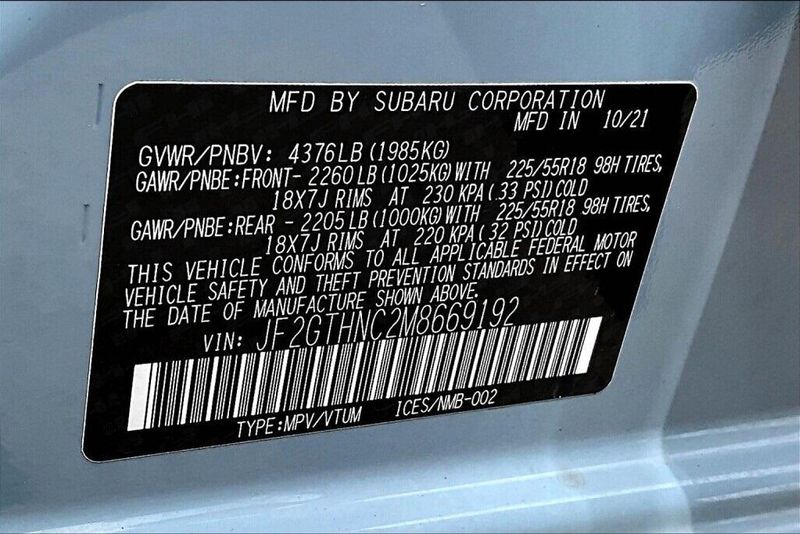 MFD BY SUBARU CORPORATION
MFD IN 10/21
GVWR/PNBV: 4376LB (1985KG)
GAWR/PNBE:FRONT- 2260LB (1025KG)WITH 225/55R18 98H TIRES,
18X7J RIMS AT 230 KPA( 33 PSI)COLD
GAWR/PNBE:REAR - 2205LB (1000KG)WITH 225/55R18 98H TIRES,
18X7J RIMS AT 220 KPA( 32 PSI)COLD
THIS VEHICLE CONFORMS TO ALL APPLICABLE FEDERAL MOTOR
VEHICLE SAFETY AND THEFT PREVENTION STANDARDS IN EFFECT ON
THE DATE OF MANUFACTURE SHOWN ABOVE.
VIN: JF2GTHNC2M8669192
TYPE:MPV/VTUM ICES/NMB-002